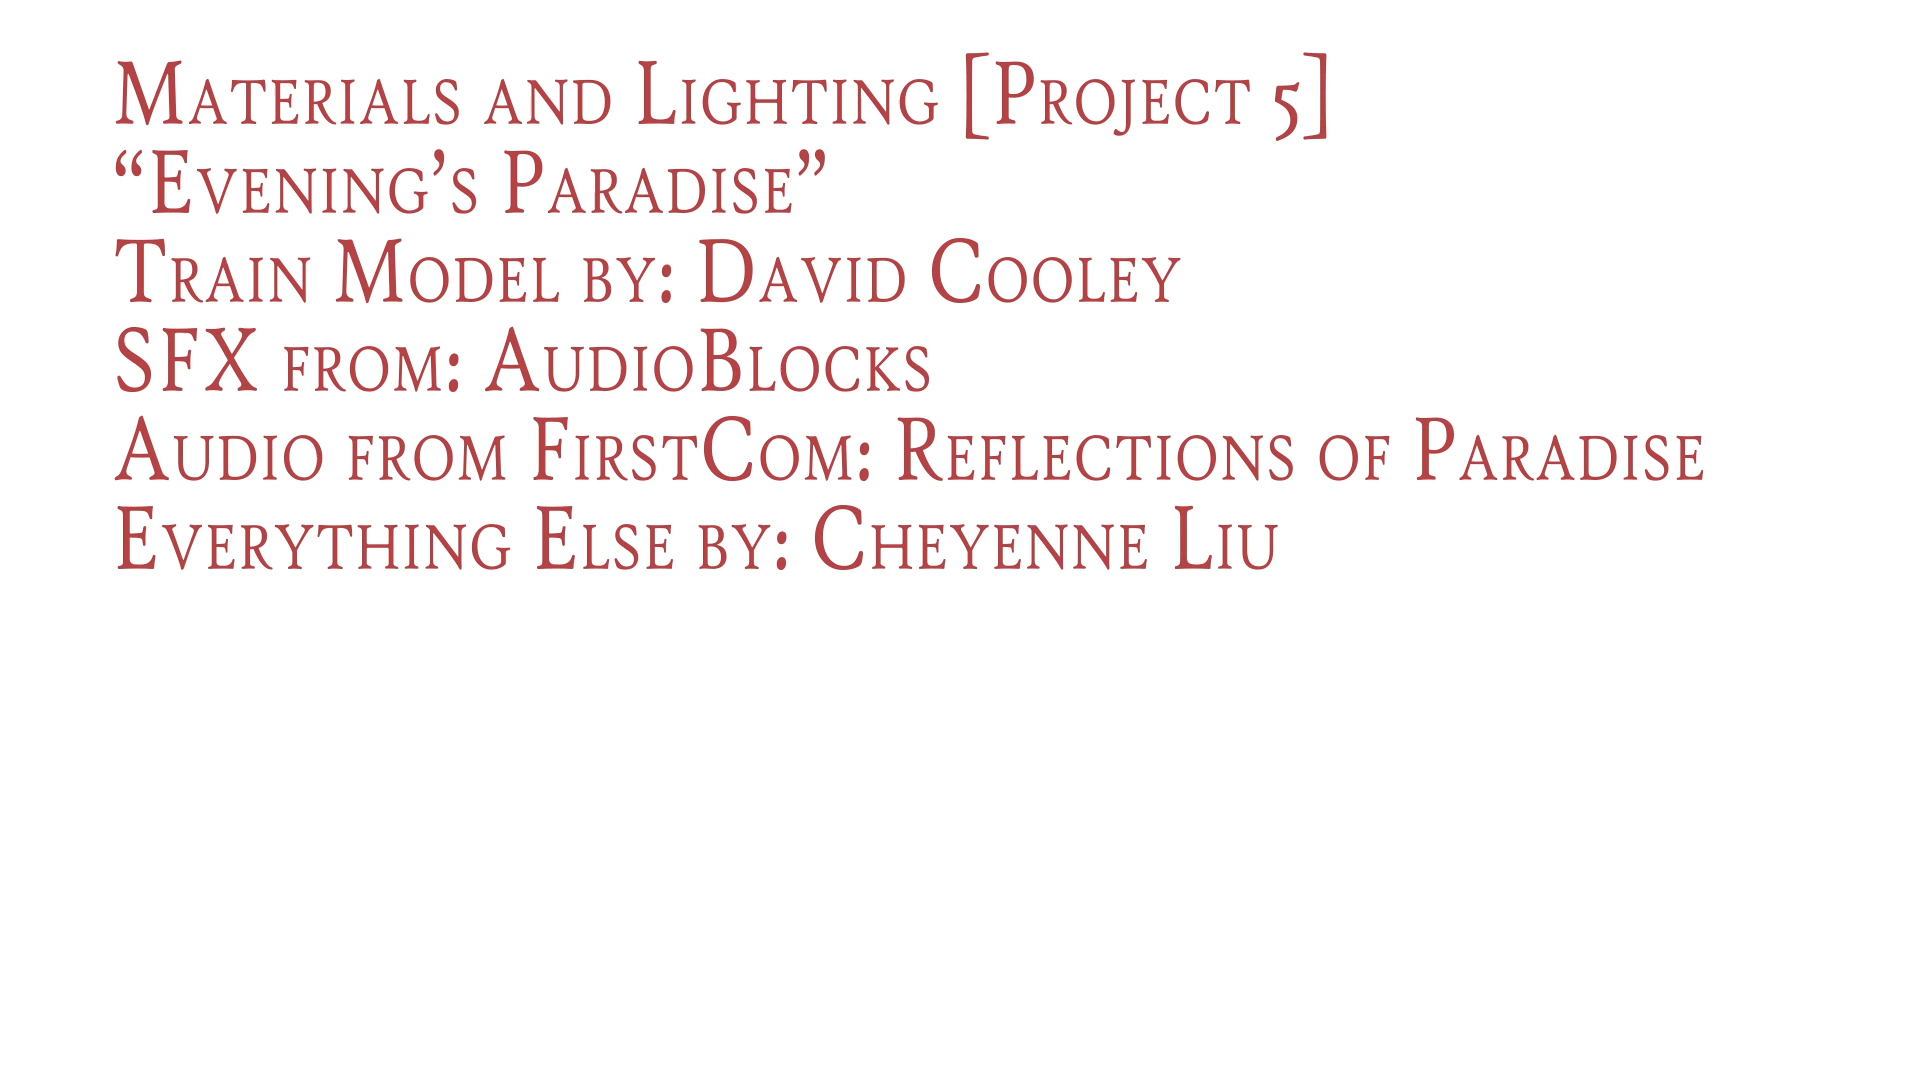 Materials and Lighting [Project 5]
“Evening’s Paradise”
Train Model by: David Cooley
SFX from: AudioBlocks
Audio from FirstCom: Reflections of Paradise
Everything Else by: Cheyenne Liu